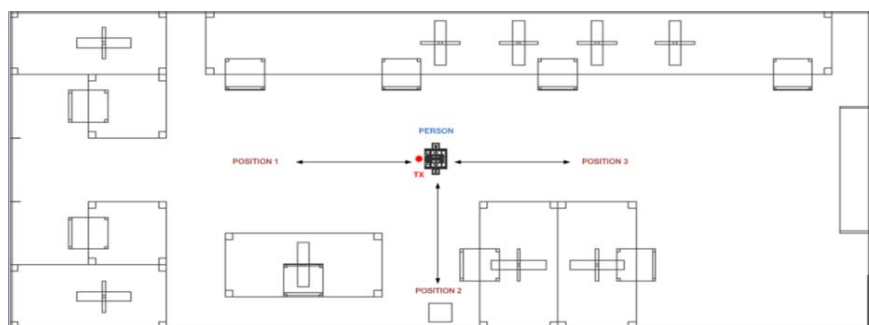 PERSON
POSITION 1
POSITION 3
TX
POSITION 2